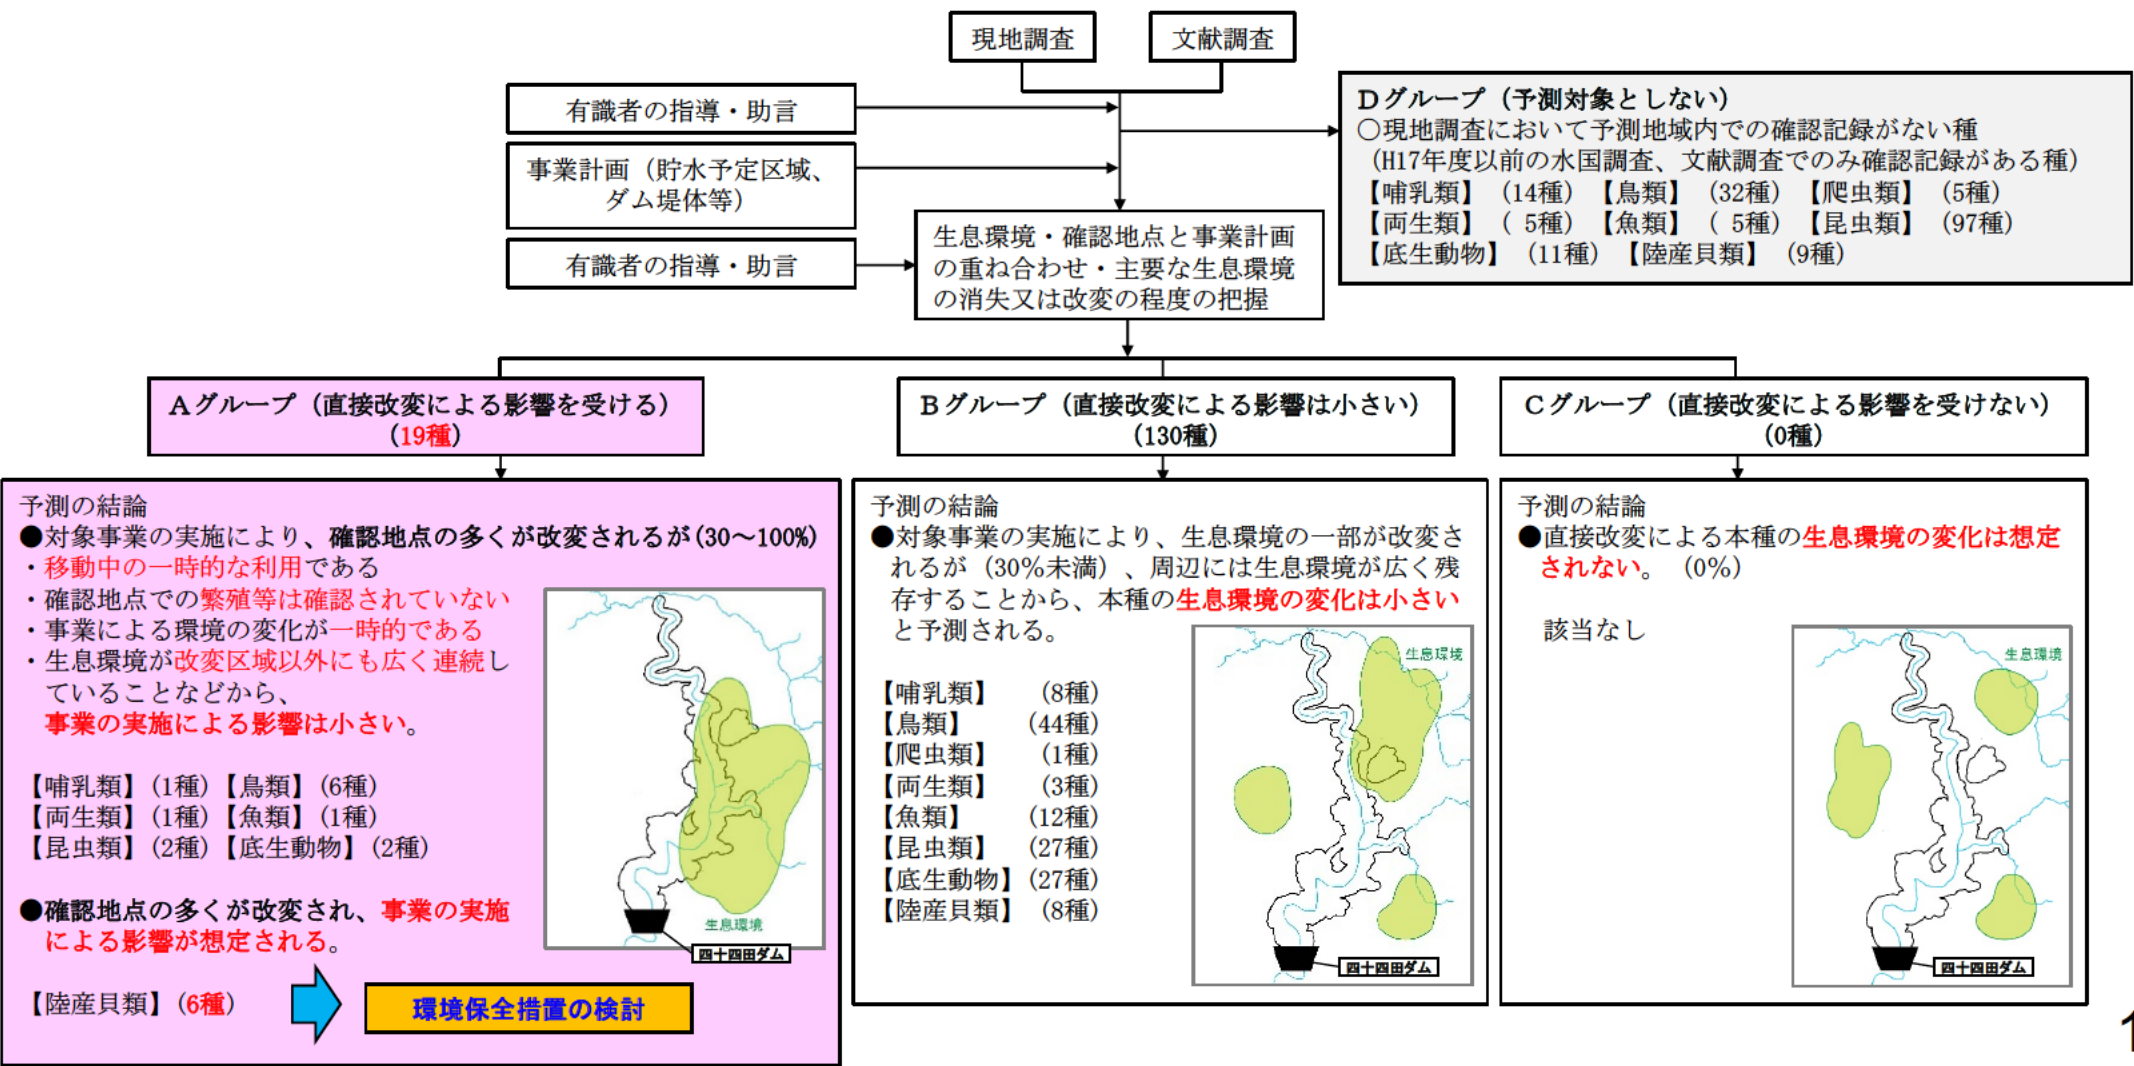 現地調査
文献調査
有識者の指導・助言
事業計画（貯水予定区域、
ダム堤体等）
有識者の指導・助言
Ｄグループ（予測対象としない）
○現地調査において予測地域内での確認記録がない種
（H17年度以前の水国調査、文献調査でのみ確認記録がある種）
【哺乳類】（14種）【鳥類】（32種）【爬虫類】（5種）
【両生類】（ 5種）【魚類】（ 5種）【昆虫類】（97種）
【底生動物】（11種）【陸産貝類】（9種）
生息環境・確認地点と事業計画
の重ね合わせ・主要な生息環境
の消失又は改変の程度の把握
Ａグループ（直接改変による影響を受ける）
（19種）
Ｂグループ（直接改変による影響は小さい）
（130種）
Ｃグループ（直接改変による影響を受けない）
（0種）
予測の結論
●対象事業の実施により、確認地点の多くが改変されるが(30～100%)
・移動中の一時的な利用である
・確認地点での繁殖等は確認されていない
・事業による環境の変化が一時的である
・生息環境が改変区域以外にも広く連続し
ていることなどから、
事業の実施による影響は小さい。
【哺乳類】(1種)【鳥類】(6種)
【両生類】(1種)【魚類】(1種)
【昆虫類】(2種)【底生動物】(2種)
●確認地点の多くが改変され、事業の実施
による影響が想定される。
【陸産貝類】(6種)
環境保全措置の検討
生息環境
四十四田ダム
予測の結論
●対象事業の実施により、生息環境の一部が改変さ
れるが（30％未満）、周辺には生息環境が広く残
存することから、本種の生息環境の変化は小さい
と予測される。
【哺乳類】 (8種)
【鳥類】 (44種)
【爬虫類】 (1種)
【両生類】 (3種)
【魚類】 (12種)
【昆虫類】 (27種)
【底生動物】(27種)
【陸産貝類】 (8種)
生息環境
四十四田ダム
予測の結論
●直接改変による本種の生息環境の変化は想定
されない。（0％）
該当なし
生息環境
四十四田ダム